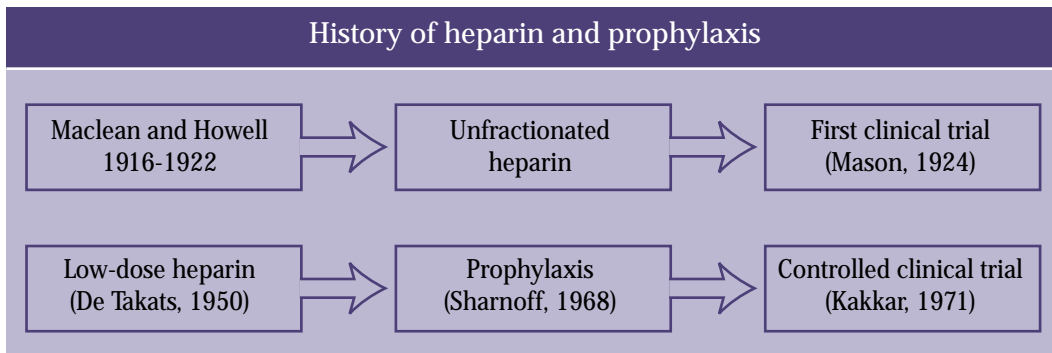 History of heparin and prophylaxis
Maclean and Howell
1916-1922
Unfractionated
heparin
First clinical trial
(Mason, 1924)
Low-dose heparin
(De Takats, 1950)
Prophylaxis
(Sharnoff, 1968)
Controlled clinical trial
(Kakkar, 1971)